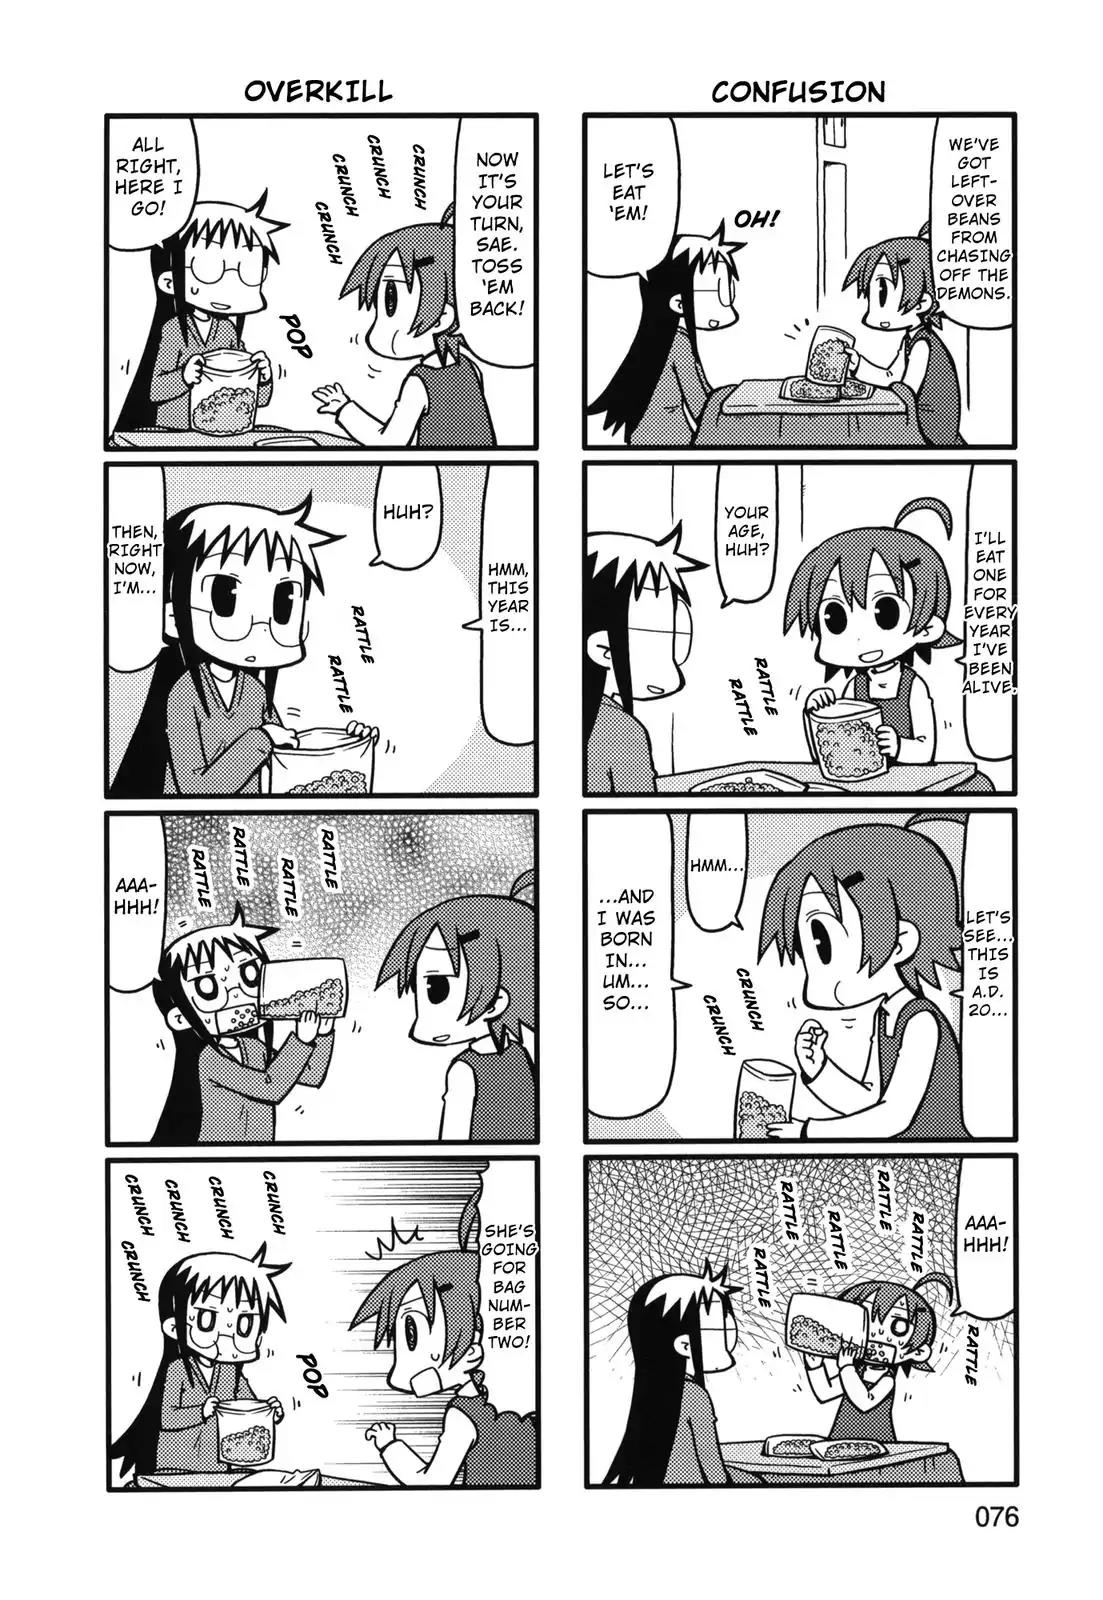 CONFUSION
WE'VE
GOT
LEFT-
OVER
BEANS
FROM
CHASING
OFF THE
DEMONS.
OH!
LET'S
EAT
'EM!
I'LL
EAT
ONE
FOR
EVERY
YEAR
I'VE
BEEN
ALIVE.
YOUR
AGE,
HUH?
RATTLE
RATTLE
LET'S
SEE...
THIS
IS
A.D.
20...
HMM...
...AND
I WAS
BORN
IN...
UM...
SO...
CRUNCH
CRUNCH
AAA-
HHH!
RATTLE
RATTLE
RATTLE
RATTLE
RATTLE
RATTLE
RATTLE
OVERKILL
NOW
IT'S
YOUR
TURN,
SAE.
TOSS
'EM
BACK!
CRUNCH
CRUNCH
CRUNCH
CRUNCH
POP
ALL
RIGHT,
HERE I
GO!
HMM,
THIS
YEAR
IS...
HUH?
THEN,
RIGHT
NOW,
I'M...
RATTLE
RATTLE
RATTLE
RATTLE
RATTLE
RATTLE
RATTLE
AAA-
HHH!
SHE'S
GOING
FOR
BAG
NUM-
BER
TWO!
CRUNCH
CRUNCH
CRUNCH
CRUNCH
CRUNCH
POP
076